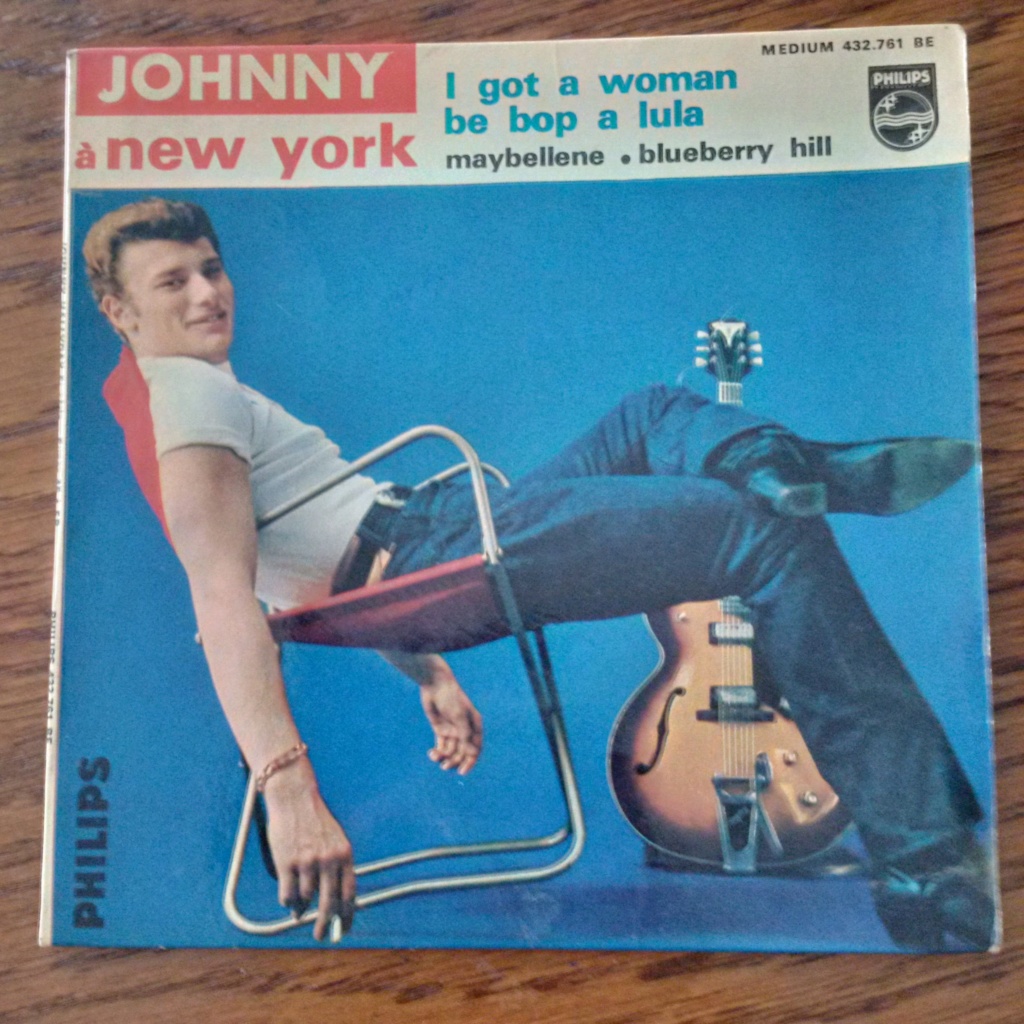 JOHNNY
à new york
I got a woman
be bop a lula
maybellene • blueberry hill
MEDIUM 432.761 BE
PHILIPS
PHILIPS